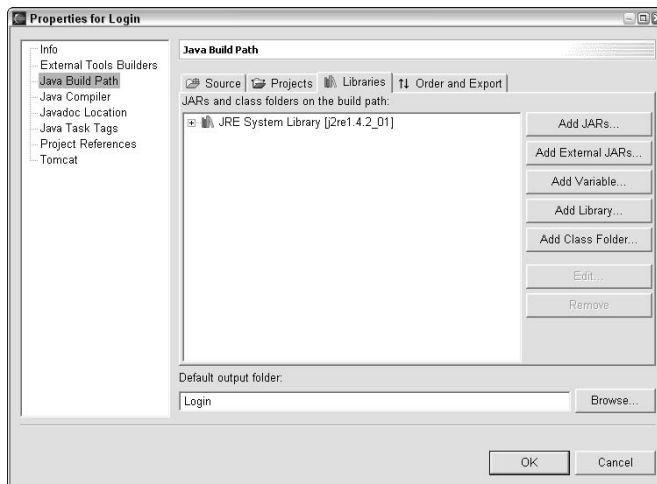 Properties for Login
Info
External Tools Builders
Java Build Path
Java Compiler
Javadoc Location
Java Task Tags
Project References
Tomcat
Java Build Path
Source Projects Libraries Order and Export
JARs and class folders on the build path:
JRE System Library [j2re1.4.2_01]
Add JARs...
Add External JARs...
Add Variable...
Add Library...
Add Class Folder...
Edit...
Remove
Default output folder:
Login
Browse...
OK Cancel